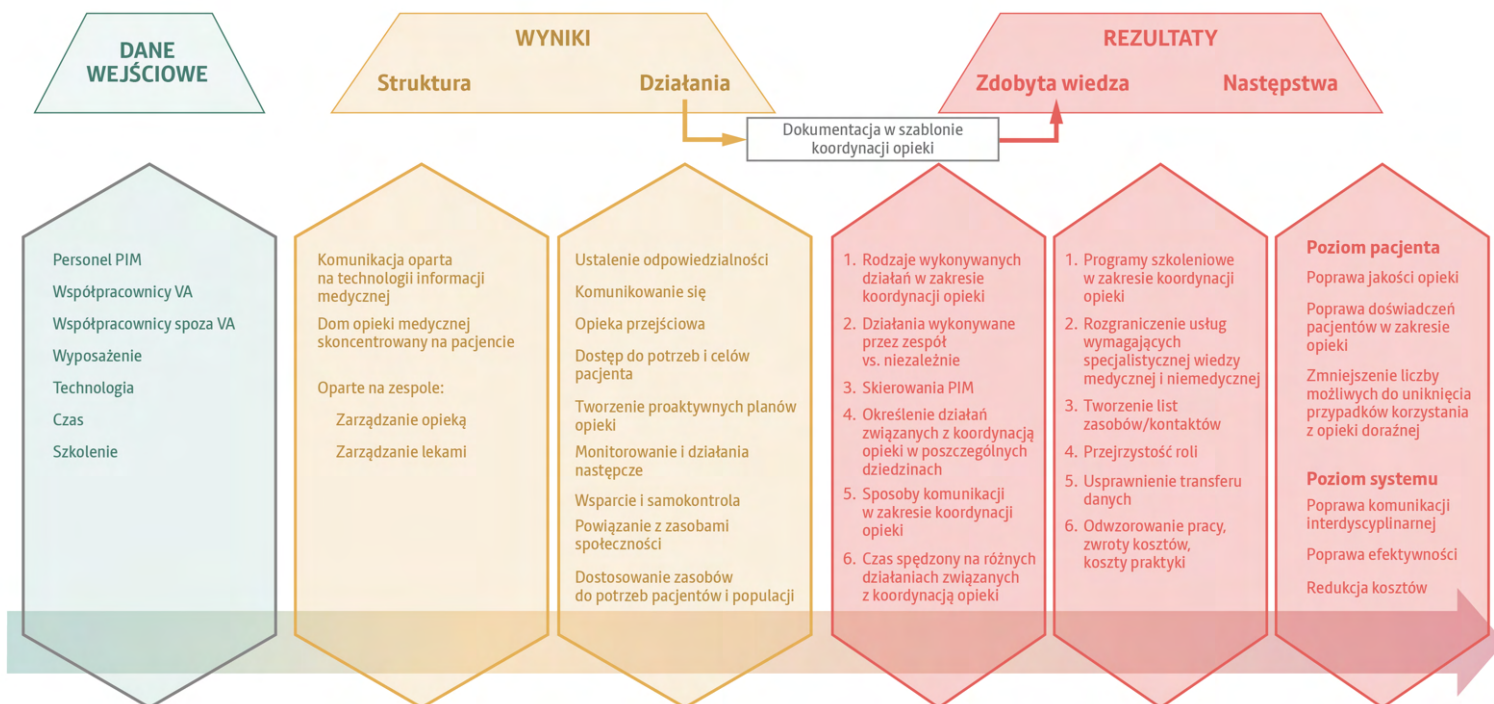 DANE
WEJŚCIOWE
WYNIKI
Struktura
Działania
REZULTATY
Zdobyta wiedza
Następstwa
Dokumentacja w szablonie
koordynacji opieki
Personel PIM
Współpracownicy VA
Współpracownicy spoza VA
Wyposażenie
Technologia
Czas
Szkolenie
Komunikacja oparta
na technologii informacji
medycznej
Dom opieki medycznej
skoncentrowany na pacjencie
Oparte na zespole:
Zarządzanie opieką
Zarządzanie lekami
Ustalenie odpowiedzialności
Komunikowanie się
Opieka przejściowa
Dostęp do potrzeb i celów
pacjenta
Tworzenie proaktywnych planów
opieki
Monitorowanie i działania
następcze
Wsparcie i samokontrola
Powiązanie z zasobami
społeczności
Dostosowanie zasobów
do potrzeb pacjentów i populacji
1. Rodzaje wykonywanych
działań w zakresie
koordynacji opieki
2. Działania wykonywane
przez zespół
vs. niezależnie
3. Skierowania PIM
4. Określenie działań
związanych z koordynacją
opieki w poszczególnych
dziedzinach
5. Sposoby komunikacji
w zakresie koordynacji
opieki
6. Czas spędzony na różnych
działaniach związanych
z koordynacją opieki
1. Programy szkoleniowe
w zakresie koordynacji
opieki
2. Rozgraniczenie usług
wymagających
specjalistycznej wiedzy
medycznej i niemedycznej
3. Tworzenie list
zasobów/kontaktów
4. Przejrzystość roli
5. Usprawnienie transferu
danych
6. Odwzorowanie pracy,
zwroty kosztów,
koszty praktyki
Poziom pacjenta
Poprawa jakości opieki
Poprawa doświadczeń
pacjentów w zakresie
opieki
Zmniejszenie liczby
możliwych do uniknięcia
przypadków korzystania
z opieki doraźnej
Poziom systemu
Poprawa komunikacji
interdyscyplinarnej
Poprawa efektywności
Redukcja kosztów